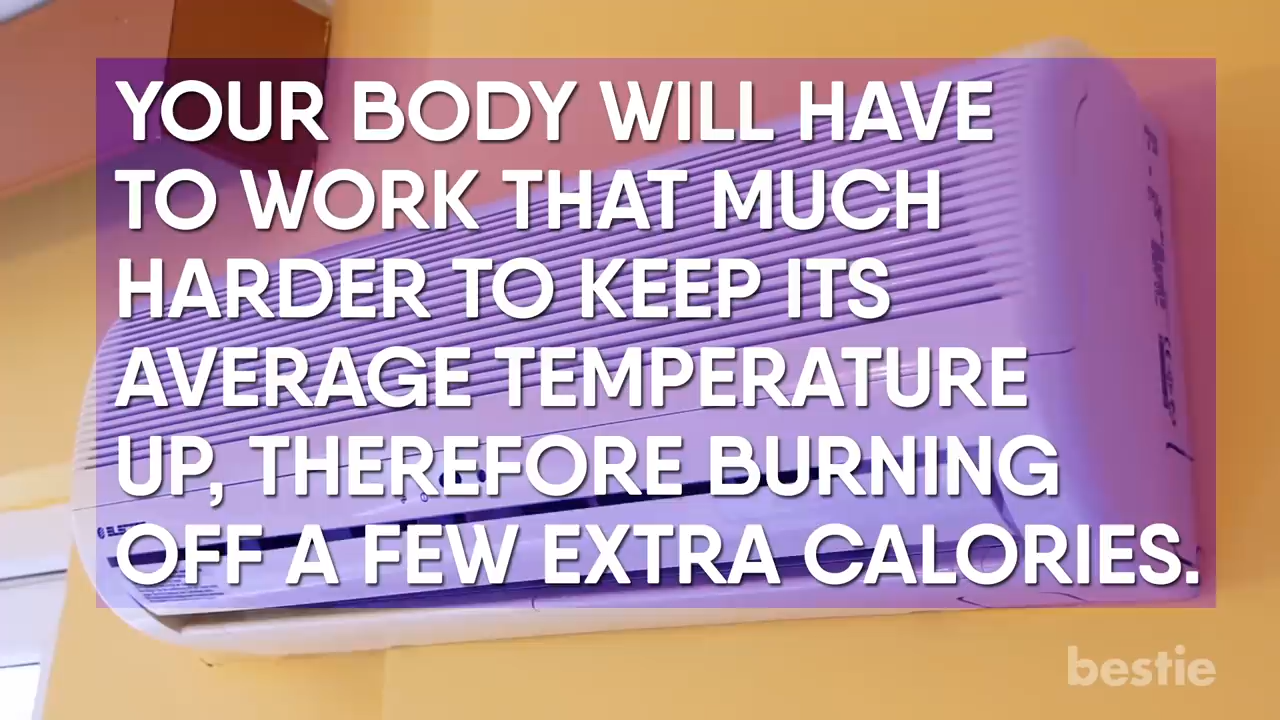 YOUR BODY WILL HAVE
TO WORK THAT MUCH
HARDER TO KEEP ITS
AVERAGE TEMPERATURE
UP, THEREFORE BURNING
OFF A FEW EXTRA CALORIES.
bestie